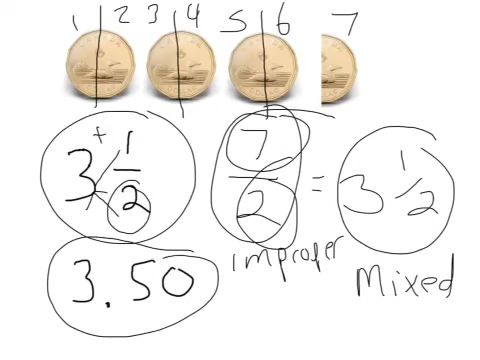 1 2 3 4 5 6 7
3 + 1/2
7/2 = 3 1/2
improper
Mixed
3.50